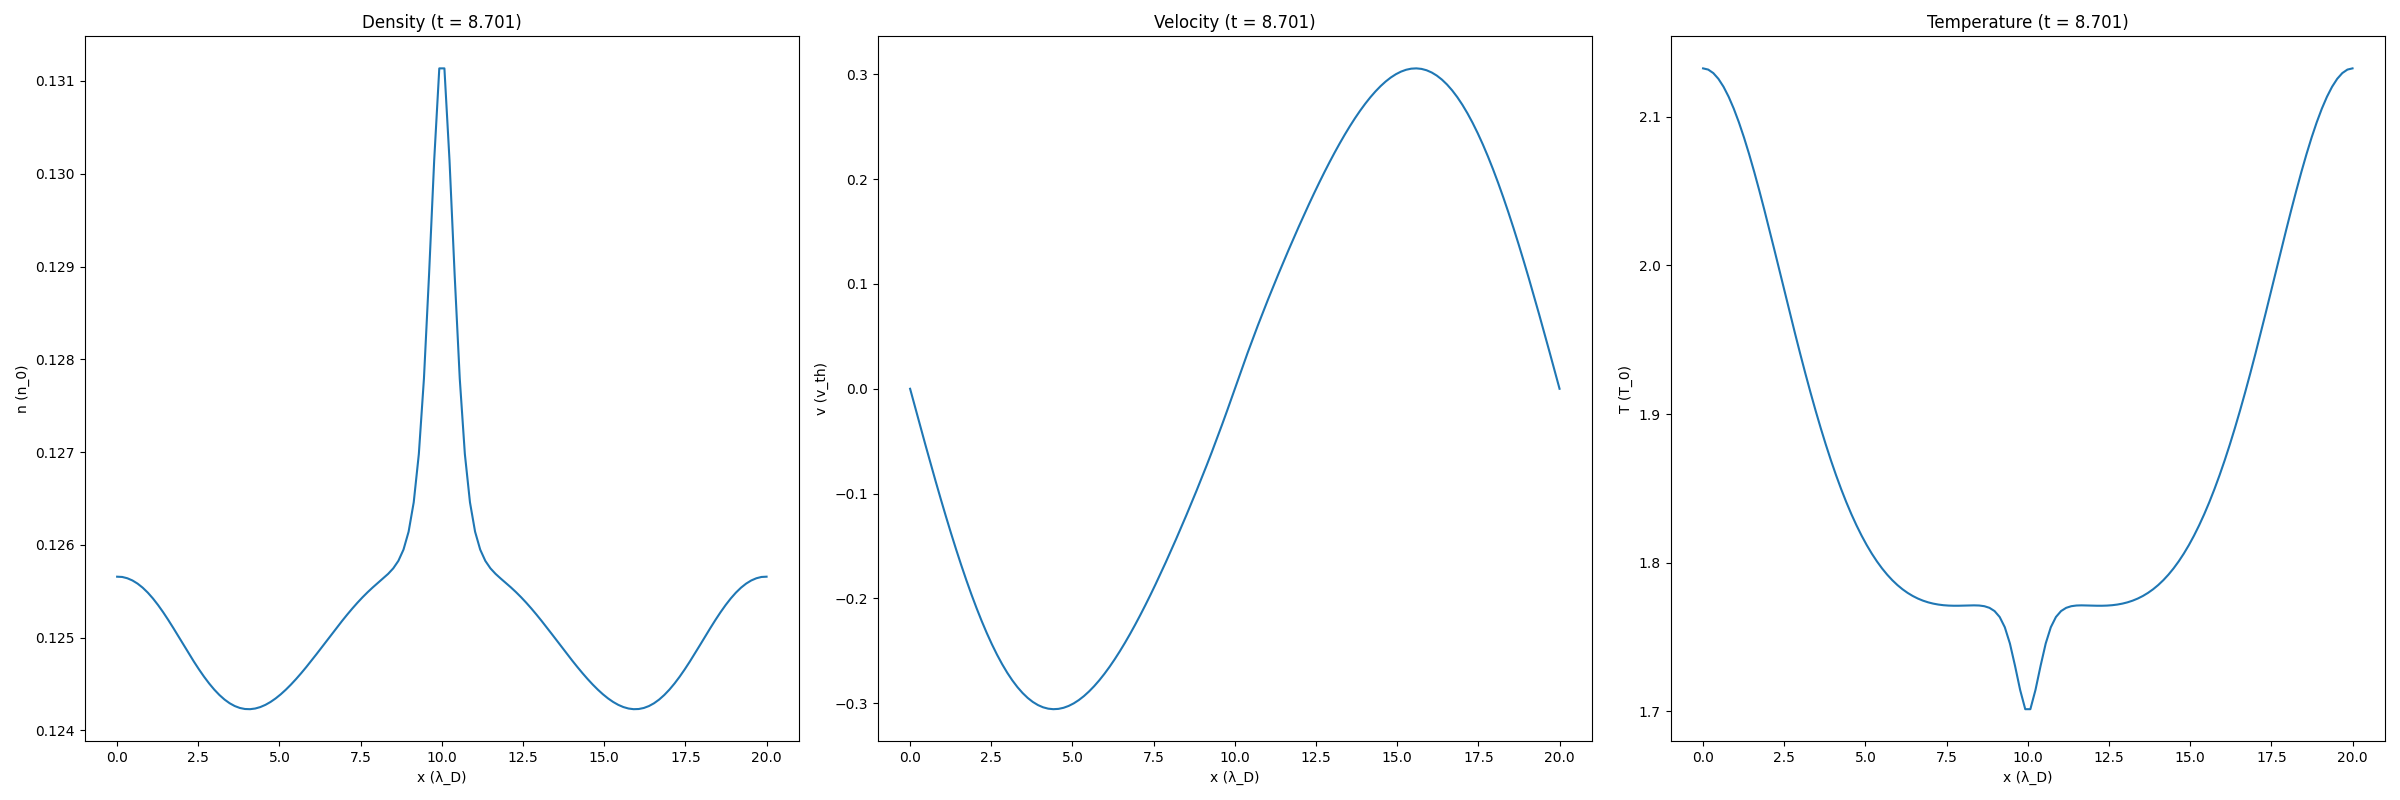 Density (t = 8.701)
n (n_0)
0.131
0.130
0.129
0.128
0.127
0.126
0.125
0.124
0.0 2.5 5.0 7.5 10.0 12.5 15.0 17.5 20.0
x (λ_D)
Velocity (t = 8.701)
v (v_th)
0.3
0.2
0.1
0.0
−0.1
−0.2
−0.3
0.0 2.5 5.0 7.5 10.0 12.5 15.0 17.5 20.0
x (λ_D)
Temperature (t = 8.701)
T (T_0)
2.1
2.0
1.9
1.8
1.7
0.0 2.5 5.0 7.5 10.0 12.5 15.0 17.5 20.0
x (λ_D)